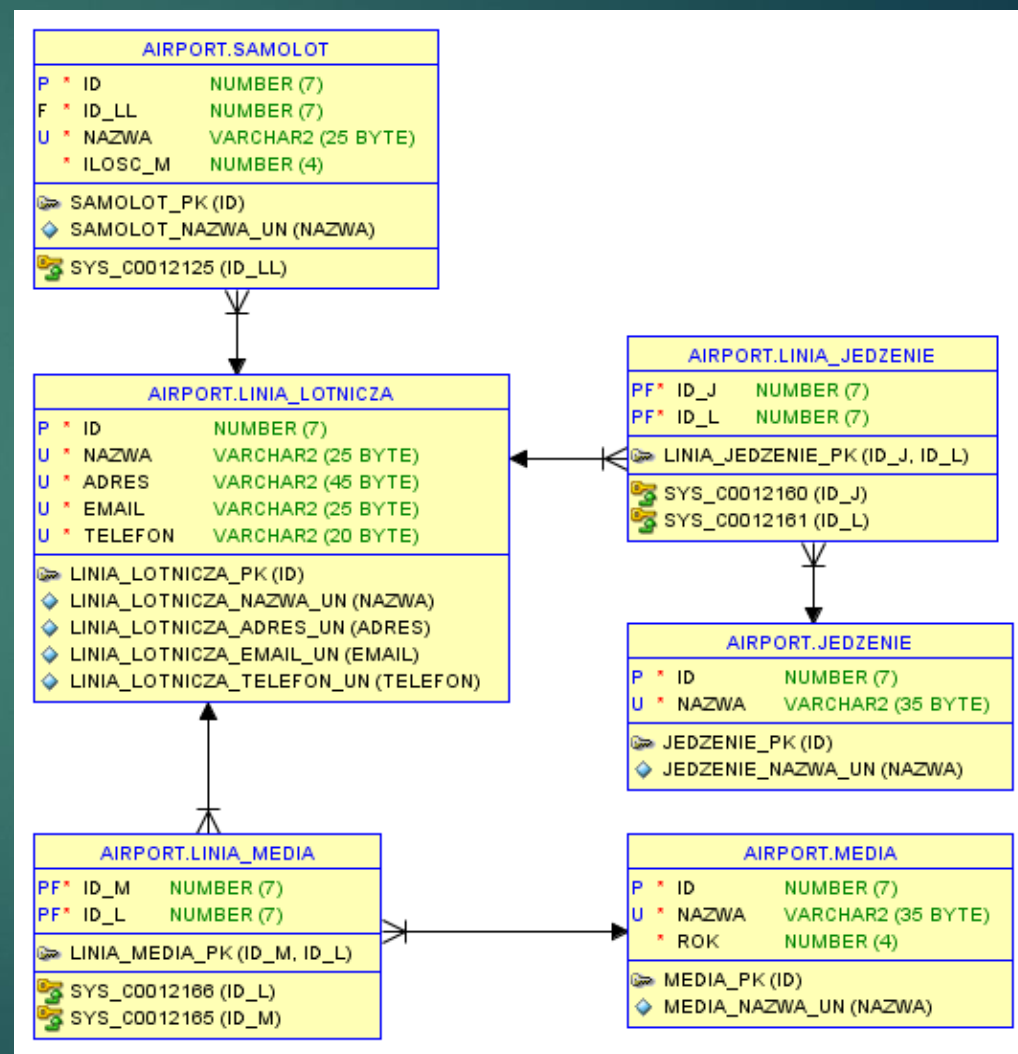 AIRPORT.SAMOLOT
P * ID NUMBER (7)
F * ID_LL NUMBER (7)
U * NAZWA VARCHAR2 (25 BYTE)
* ILOSC_M NUMBER (4)
SAMOLOT_PK (ID)
SAMOLOT_NAZWA_UN (NAZWA)
SYS_C0012125 (ID_LL)
AIRPORT.LINIA_LOTNICZA
P * ID NUMBER (7)
U * NAZWA VARCHAR2 (25 BYTE)
U * ADRES VARCHAR2 (45 BYTE)
U * EMAIL VARCHAR2 (25 BYTE)
U * TELEFON VARCHAR2 (20 BYTE)
LINIA_LOTNICZA_PK (ID)
LINIA_LOTNICZA_NAZWA_UN (NAZWA)
LINIA_LOTNICZA_ADRES_UN (ADRES)
LINIA_LOTNICZA_EMAIL_UN (EMAIL)
LINIA_LOTNICZA_TELEFON_UN (TELEFON)
AIRPORT.LINIA_JEDZENIE
PF* ID_J NUMBER (7)
PF* ID_L NUMBER (7)
LINIA_JEDZENIE_PK (ID_J, ID_L)
SYS_C0012160 (ID_J)
SYS_C0012161 (ID_L)
AIRPORT.JEDZENIE
P * ID NUMBER (7)
U * NAZWA VARCHAR2 (35 BYTE)
JEDZENIE_PK (ID)
JEDZENIE_NAZWA_UN (NAZWA)
AIRPORT.LINIA_MEDIA
PF* ID_M NUMBER (7)
PF* ID_L NUMBER (7)
LINIA_MEDIA_PK (ID_M, ID_L)
SYS_C0012166 (ID_L)
SYS_C0012165 (ID_M)
AIRPORT.MEDIA
P * ID NUMBER (7)
U * NAZWA VARCHAR2 (35 BYTE)
* ROK NUMBER (4)
MEDIA_PK (ID)
MEDIA_NAZWA_UN (NAZWA)